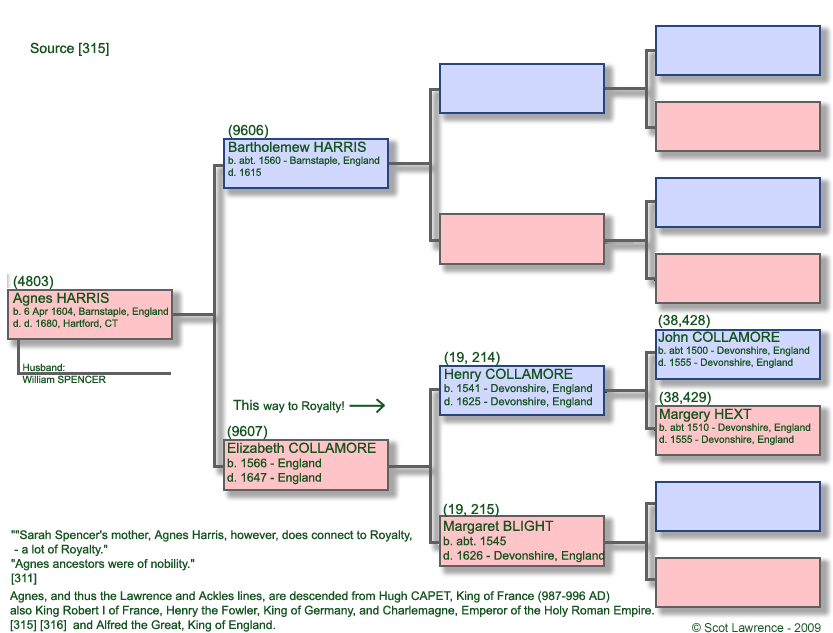 Source [315]
(9606)
Bartholemew HARRIS
b. abt. 1560 - Barnstaple, England
d. 1615
(4803)
Agnes HARRIS
b. 6 Apr 1604, Barnstaple, England
d. d. 1680, Hartford, CT
Husband:
William SPENCER
(38,428)
John COLLAMORE
b. abt 1500 - Devonshire, England
d. 1555 - Devonshire, England
(19, 214)
Henry COLLAMORE
b. 1541 - Devonshire, England
d. 1625 - Devonshire, England
(38,429)
Margery HEXT
b. abt 1510 - Devonshire, England
d. 1555 - Devonshire, England
This way to Royalty!
(9607)
Elizabeth COLLAMORE
b. 1566 - England
d. 1647 - England
(19, 215)
Margaret BLIGHT
b. abt. 1545
d. 1626 - Devonshire, England
""Sarah Spencer's mother, Agnes Harris, however, does connect to Royalty,
- a lot of Royalty."
"Agnes ancestors were of nobility."
[311]
Agnes, and thus the Lawrence and Ackles lines, are descended from Hugh CAPET, King of France (987-996 AD)
also King Robert I of France, Henry the Fowler, King of Germany, and Charlemagne, Emperor of the Holy Roman Empire.
[315] [316] and Alfred the Great, King of England.
© Scot Lawrence - 2009